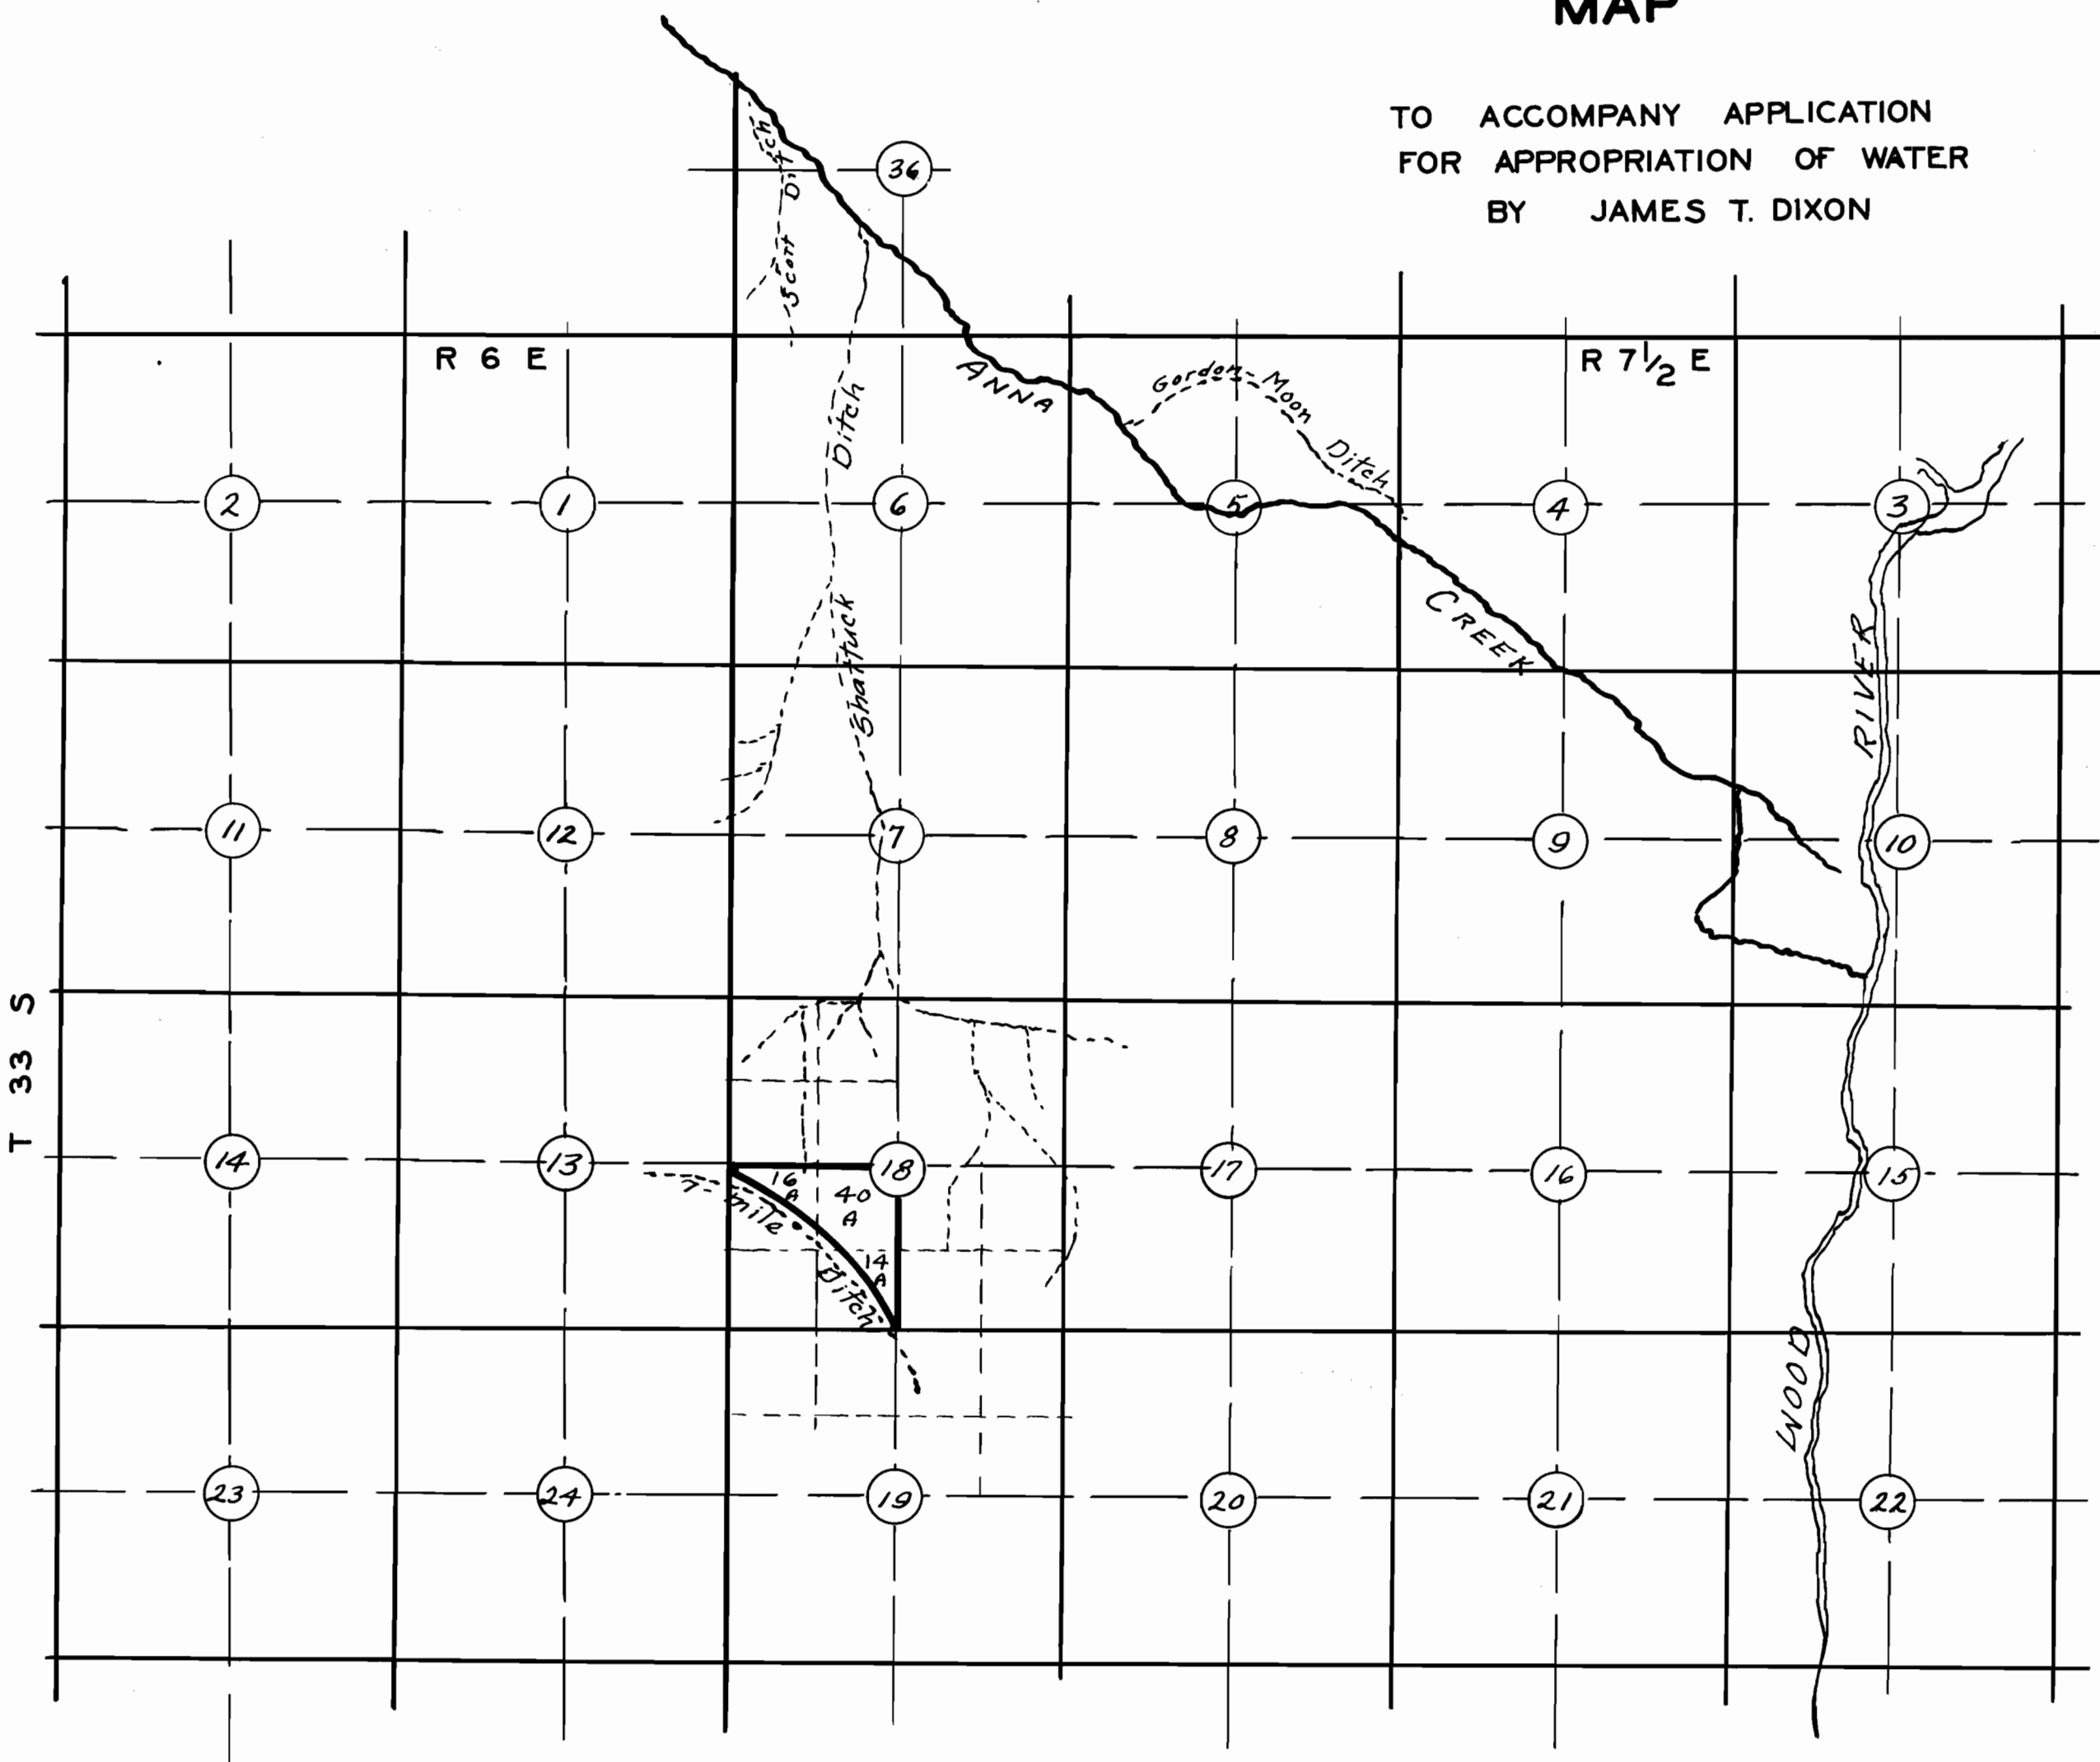 MAP
TO ACCOMPANY APPLICATION
FOR APPROPRIATION OF WATER
BY JAMES T. DIXON
36
Scott Ditch
R 6 E
R 7 1/2 E
ANNA CREEK
Gordon-Moon Ditch
Shattuck Ditch
2
1
6
5
4
3
RIVER
11
12
7
8
9
10
T 33 S
14
13
18
17
16
15
16
A
40
A
14
A
7-mile Ditch
WOOD
23
24
19
20
21
22